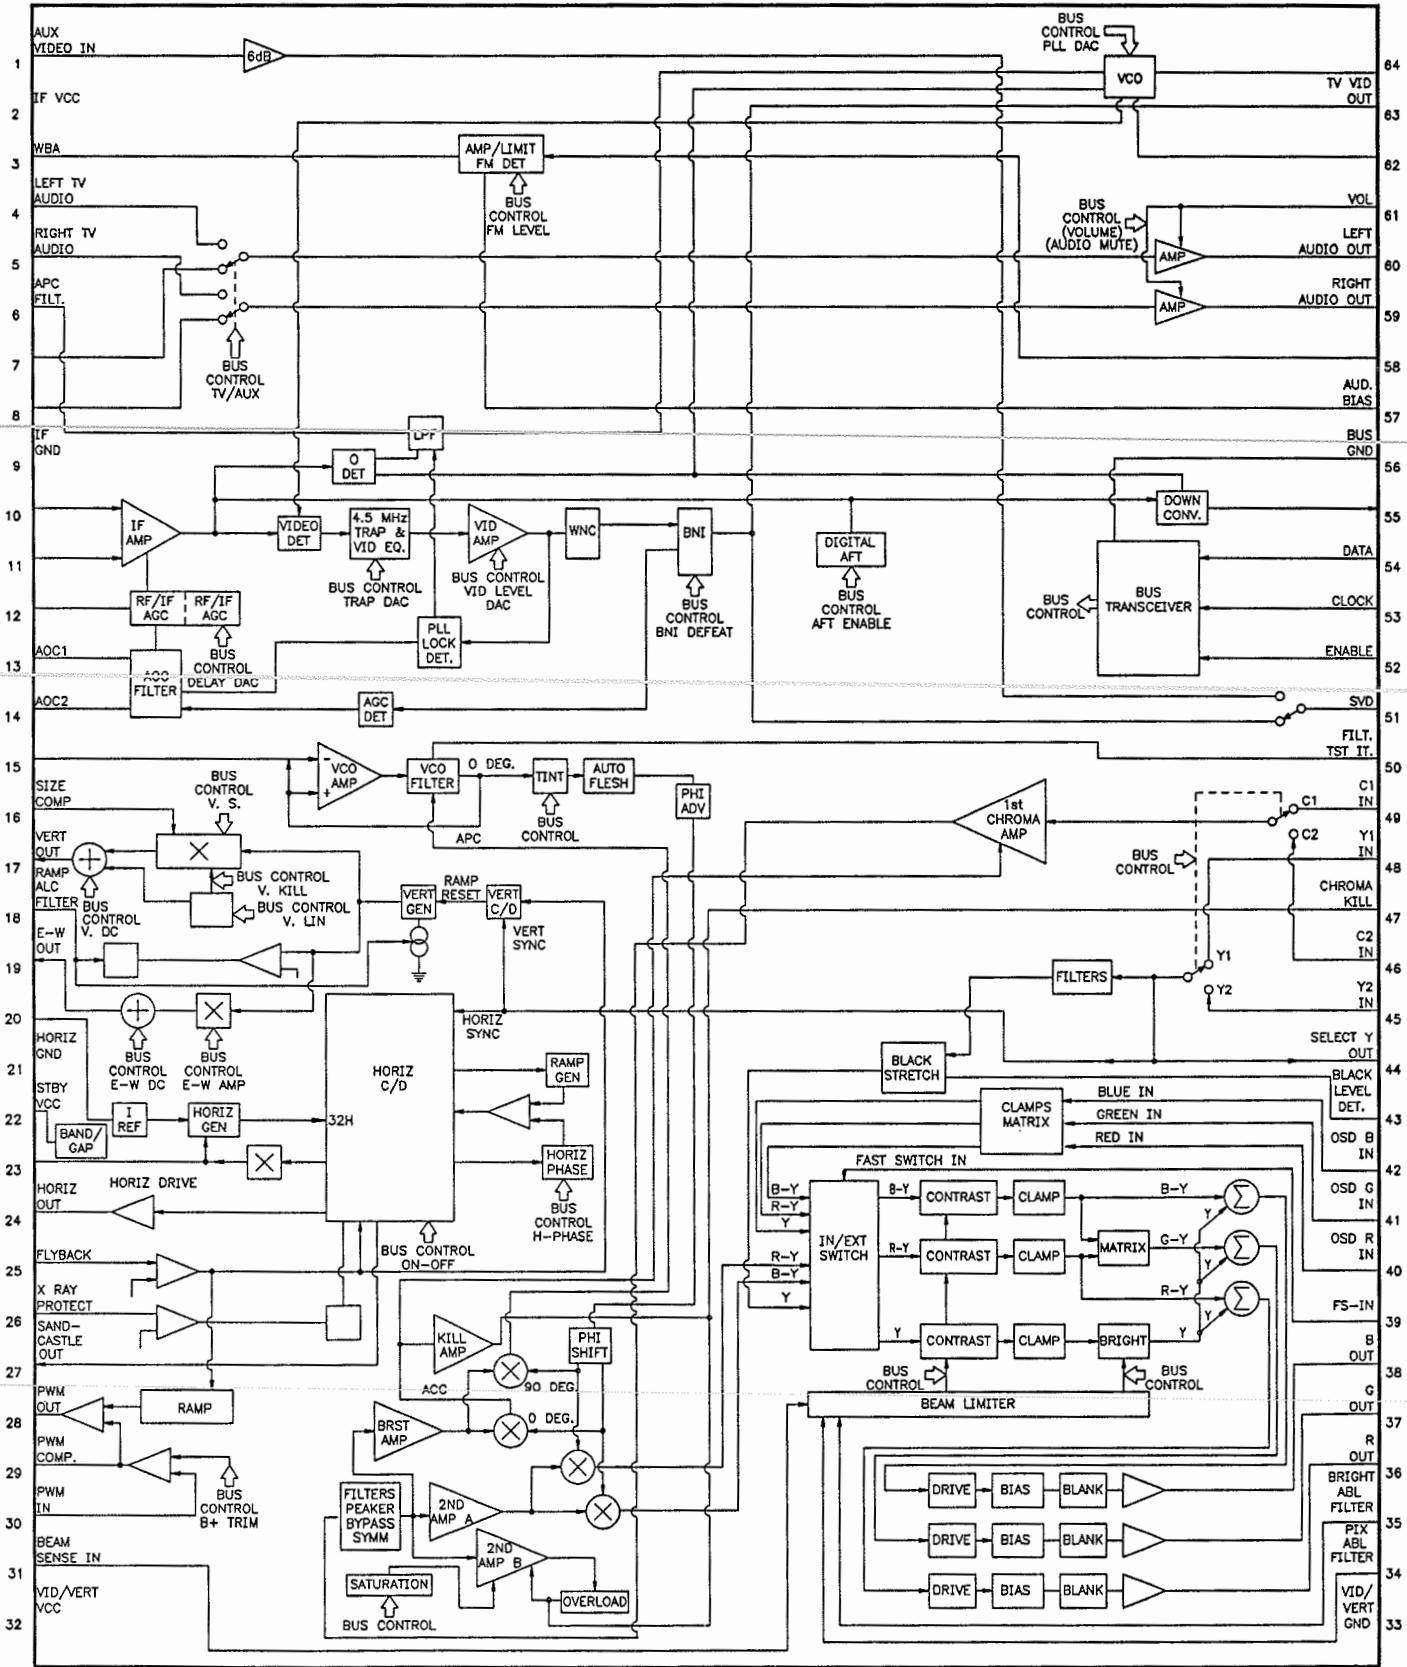 AUX
VIDEO IN
1
6dB
BUS
CONTROL
PLL DAC
VCO
64
TV VID
OUT
IF VCC
2
63
WBA
3
AMP/LIMIT
FM DET
BUS
CONTROL
FM LEVEL
62
LEFT TV
AUDIO
4
BUS
CONTROL
(VOLUME)
(AUDIO MUTE)
VOL
61
RIGHT TV
AUDIO
5
AMP
LEFT
AUDIO OUT
60
APC
FILT.
6
AMP
RIGHT
AUDIO OUT
59
7
BUS
CONTROL
TV/AUX
58
8
AUD.
BIAS
57
IF
GND
9
LPF
O
DET
BUS
GND
56
10
IF
AMP
VIDEO
DET
4.5 MHz
TRAP &
VID EQ.
VID
AMP
WNC
BNI
DIGITAL
AFT
DOWN
CONV.
55
11
BUS CONTROL
TRAP DAC
BUS CONTROL
VID LEVEL
DAC
BUS
CONTROL
BNI DEFEAT
BUS
CONTROL
AFT ENABLE
BUS
CONTROL
BUS
TRANSCEIVER
DATA
54
12
RF/IF
AGC
RF/IF
AGC
BUS
CONTROL
DELAY DAC
PLL
LOCK
DET.
CLOCK
53
AOC1
13
AOC
FILTER
ENABLE
52
AOC2
14
AGC
DET
SVD
51
15
-
+
VCO
AMP
VCO
FILTER
O DEG.
TINT
AUTO
FLESH
PHI
ADV
FILT.
TST IT.
50
SIZE
COMP
16
BUS
CONTROL
V. S.
APC
BUS
CONTROL
1st
CHROMA
AMP
C1
C2
C1
IN
49
VERT
OUT
17
BUS CONTROL
V. KILL
BUS
CONTROL
Y1
IN
48
RAMP
ALC
FILTER
18
BUS
CONTROL
V. DC
BUS CONTROL
V. LIN
VERT
GEN
RAMP
RESET
VERT
C/D
VERT
SYNC
CHROMA
KILL
47
E-W
OUT
19
FILTERS
Y1
Y2
C2
IN
46
20
BUS
CONTROL
E-W DC
BUS
CONTROL
E-W AMP
HORIZ
C/D
HORIZ
SYNC
Y2
IN
45
HORIZ
GND
21
RAMP
GEN
BLACK
STRETCH
SELECT Y
OUT
44
STBY
VCC
22
I
REF
HORIZ
GEN
32H
CLAMPS
MATRIX
BLUE IN
GREEN IN
RED IN
BLACK
LEVEL
DET.
43
BAND/
GAP
23
HORIZ
PHASE
FAST SWITCH IN
OSD B
IN
42
HORIZ
OUT
24
HORIZ DRIVE
BUS
CONTROL
H-PHASE
B-Y
R-Y
Y
R-Y
B-Y
Y
IN/EXT
SWITCH
B-Y
CONTRAST
CLAMP
B-Y
Y
Σ
OSD G
IN
41
FLYBACK
25
BUS CONTROL
ON-OFF
R-Y
CONTRAST
CLAMP
MATRIX
G-Y
Y
Σ
OSD R
IN
40
X RAY
PROTECT
26
R-Y
Y
Σ
FS-IN
39
SAND-
CASTLE
OUT
27
KILL
AMP
PHI
SHIFT
Y
CONTRAST
CLAMP
BRIGHT
Y
B
OUT
38
ACC
90 DEG.
BUS
CONTROL
BUS
CONTROL
PWM
OUT
28
RAMP
BRST
AMP
O DEG.
BEAM LIMITER
G
OUT
37
PWM
COMP.
29
BUS
CONTROL
B+ TRIM
R
OUT
36
PWM
IN
30
FILTERS
PEAKER
BYPASS
SYMM
2ND
AMP A
DRIVE
BIAS
BLANK
BRIGHT
ABL
FILTER
35
BEAM
SENSE IN
31
2ND
AMP B
DRIVE
BIAS
BLANK
PIX
ABL
FILTER
34
VID/VERT
VCC
32
SATURATION
BUS CONTROL
OVERLOAD
DRIVE
BIAS
BLANK
VID/
VERT
GND
33